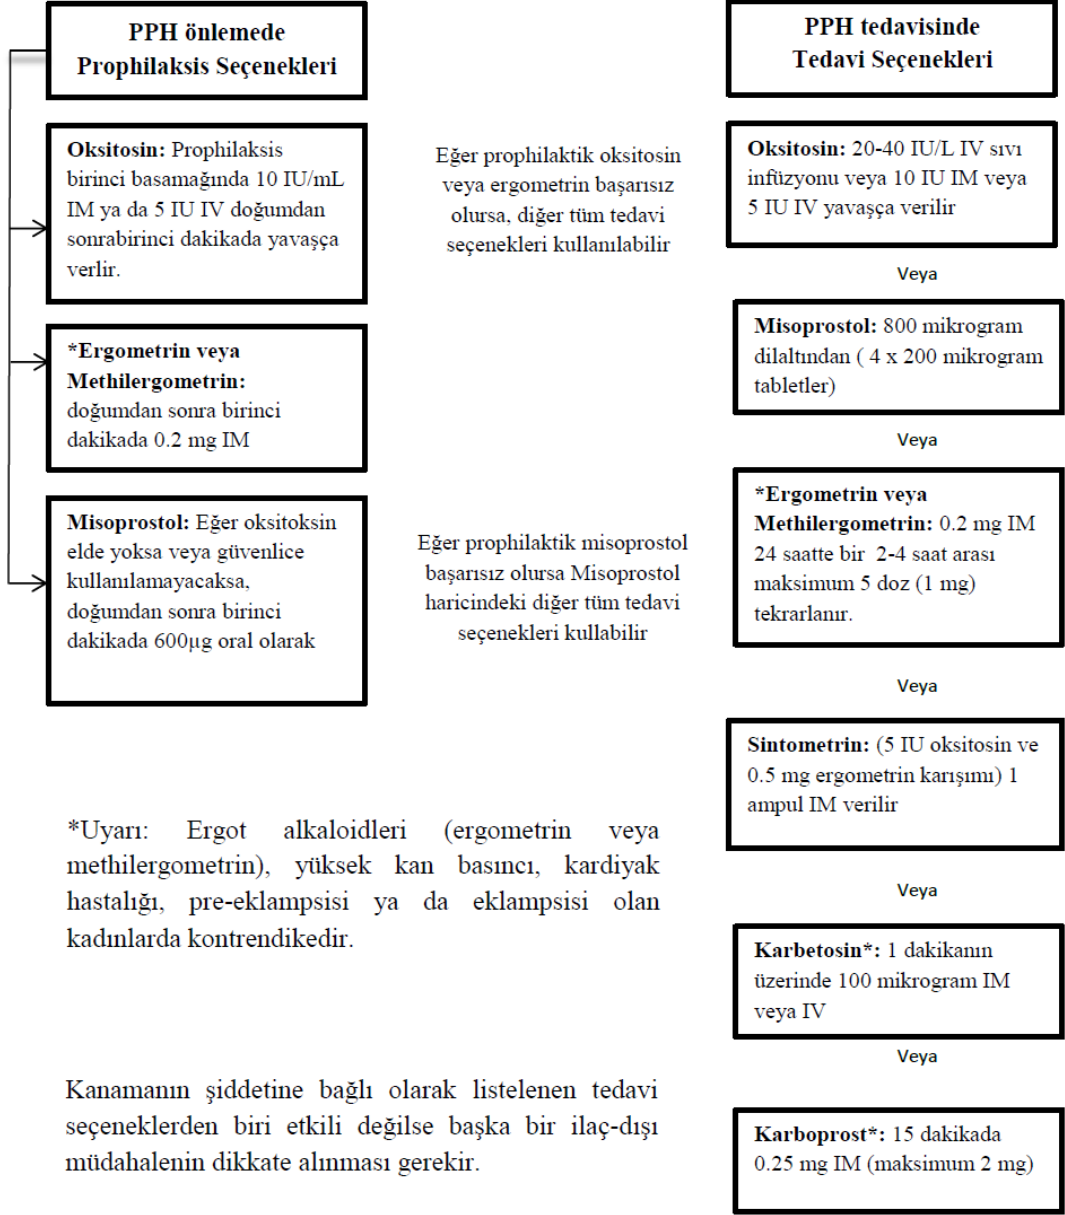 PPH önlemede
Prophilaksis Seçenekleri
Oksitosin: Prophilaksis
birinci basamağında 10 IU/mL
IM ya da 5 IU IV doğumdan
sonrabirinci dakikada yavaşça
verlir.
*Ergometrin veya
Methilergometrin:
doğumdan sonra birinci
dakikada 0.2 mg IM
Misoprostol: Eğer oksitoksin
elde yoksa veya güvenlice
kullanılamayacaksa,
doğumdan sonra birinci
dakikada 600µg oral olarak
Eğer prophilaktik oksitosin
veya ergometrin başarısız
olursa, diğer tüm tedavi
seçenekleri kullanılabilir
Eğer prophilaktik misoprostol
başarısız olursa Misoprostol
haricindeki diğer tüm tedavi
seçenekleri kullabilir
PPH tedavisinde
Tedavi Seçenekleri
Oksitosin: 20-40 IU/L IV sıvı
infüzyonu veya 10 IU IM veya
5 IU IV yavaşça verilir
Veya
Misoprostol: 800 mikrogram
dilaltından ( 4 x 200 mikrogram
tabletler)
Veya
*Ergometrin veya
Methilergometrin: 0.2 mg IM
24 saatte bir 2-4 saat arası
maksimum 5 doz (1 mg)
tekrarlanır.
Veya
Sintometrin: (5 IU oksitosin ve
0.5 mg ergometrin karışımı) 1
ampul IM verilir
Veya
Karbetosin*: 1 dakikanın
üzerinde 100 mikrogram IM
veya IV
Veya
Karboprost*: 15 dakikada
0.25 mg IM (maksimum 2 mg)
*Uyarı: Ergot alkaloidleri (ergometrin veya
methilergometrin), yüksek kan basıncı, kardiyak
hastalığı, pre-eklampsisi ya da eklampsisi olan
kadınlarda kontrendikedir.
Kanamanın şiddetine bağlı olarak listelenen tedavi
seçeneklerden biri etkili değilse başka bir ilaç-dışı
müdahalenin dikkate alınması gerekir.